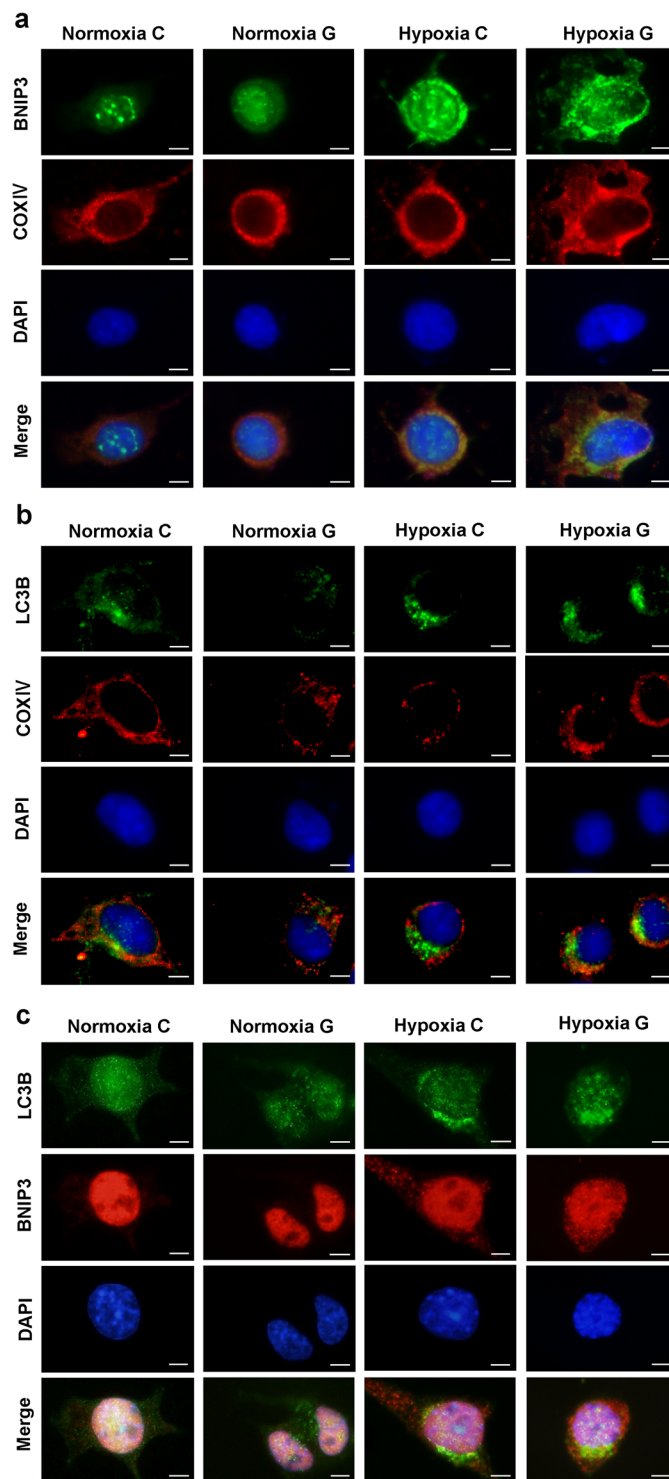 a
Normoxia C Normoxia G Hypoxia C Hypoxia G
BNIP3
COXIV
DAPI
Merge
b
Normoxia C Normoxia G Hypoxia C Hypoxia G
LC3B
COXIV
DAPI
Merge
c
Normoxia C Normoxia G Hypoxia C Hypoxia G
LC3B
BNIP3
DAPI
Merge